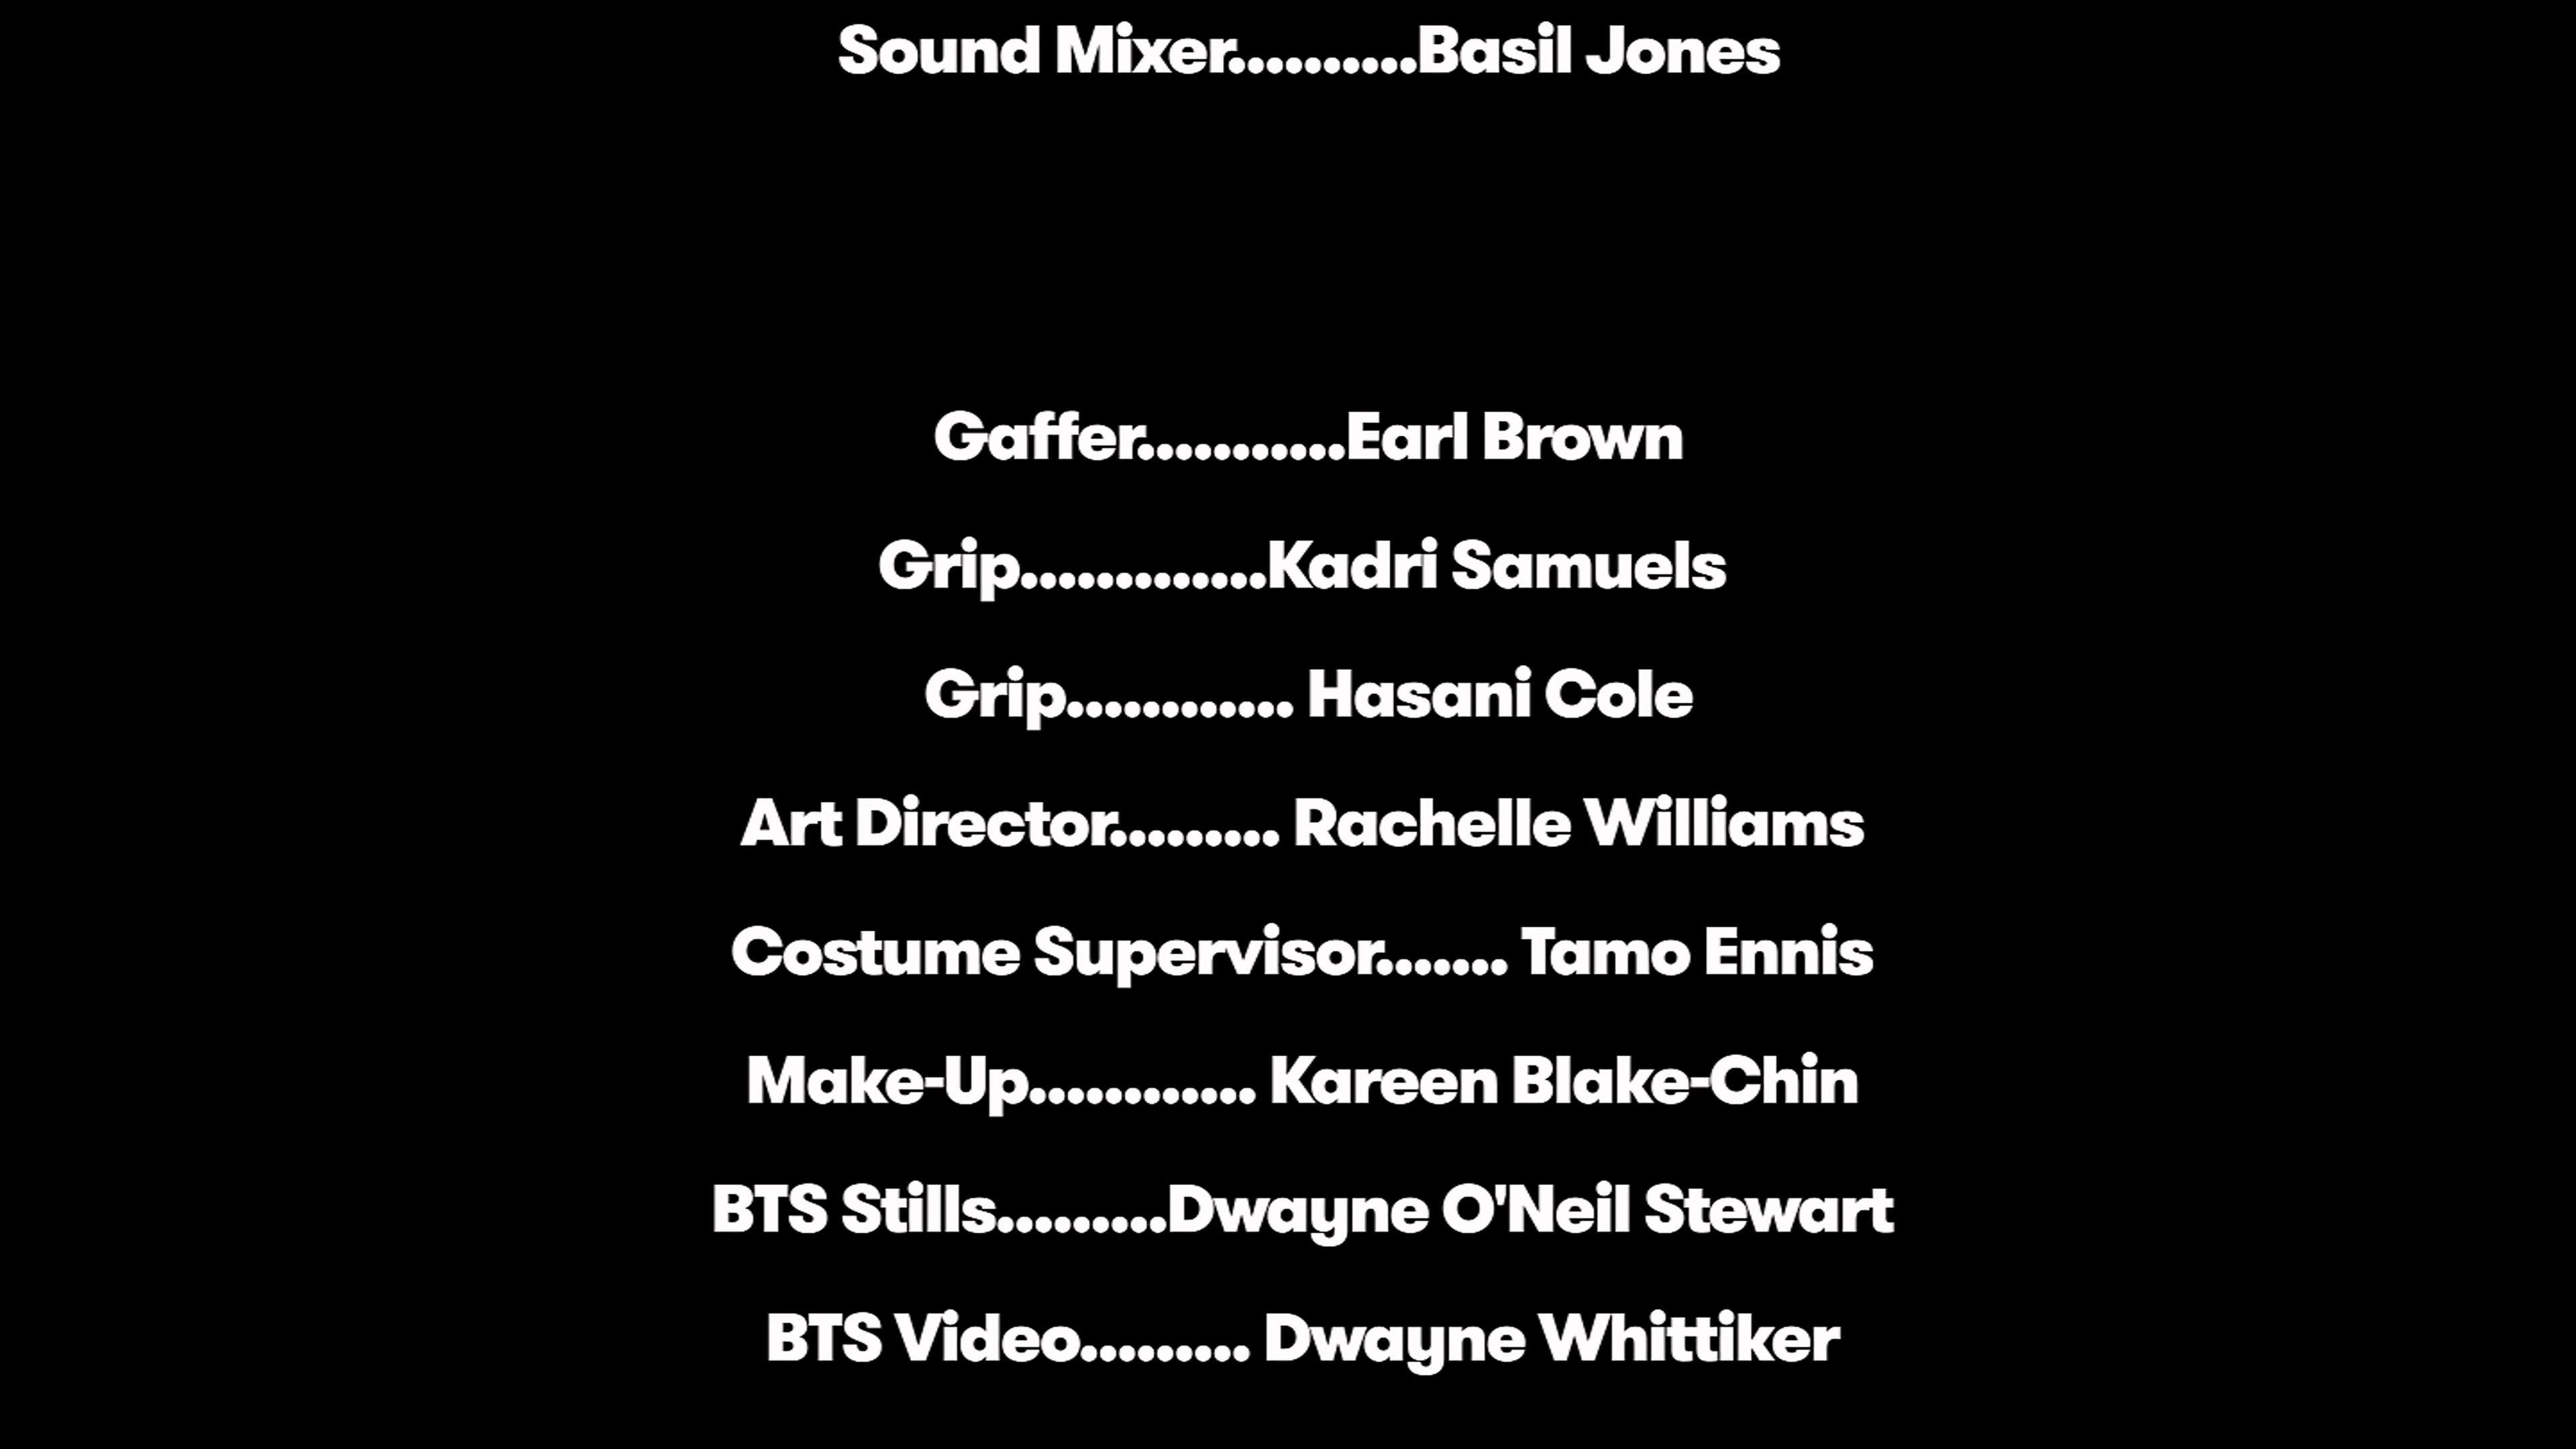 Sound Mixer..........Basil Jones
Gaffer...........Earl Brown
Grip.............Kadri Samuels
Grip............ Hasani Cole
Art Director......... Rachelle Williams
Costume Supervisor....... Tamo Ennis
Make-Up............ Kareen Blake-Chin
BTS Stills.........Dwayne O'Neil Stewart
BTS Video......... Dwayne Whittiker